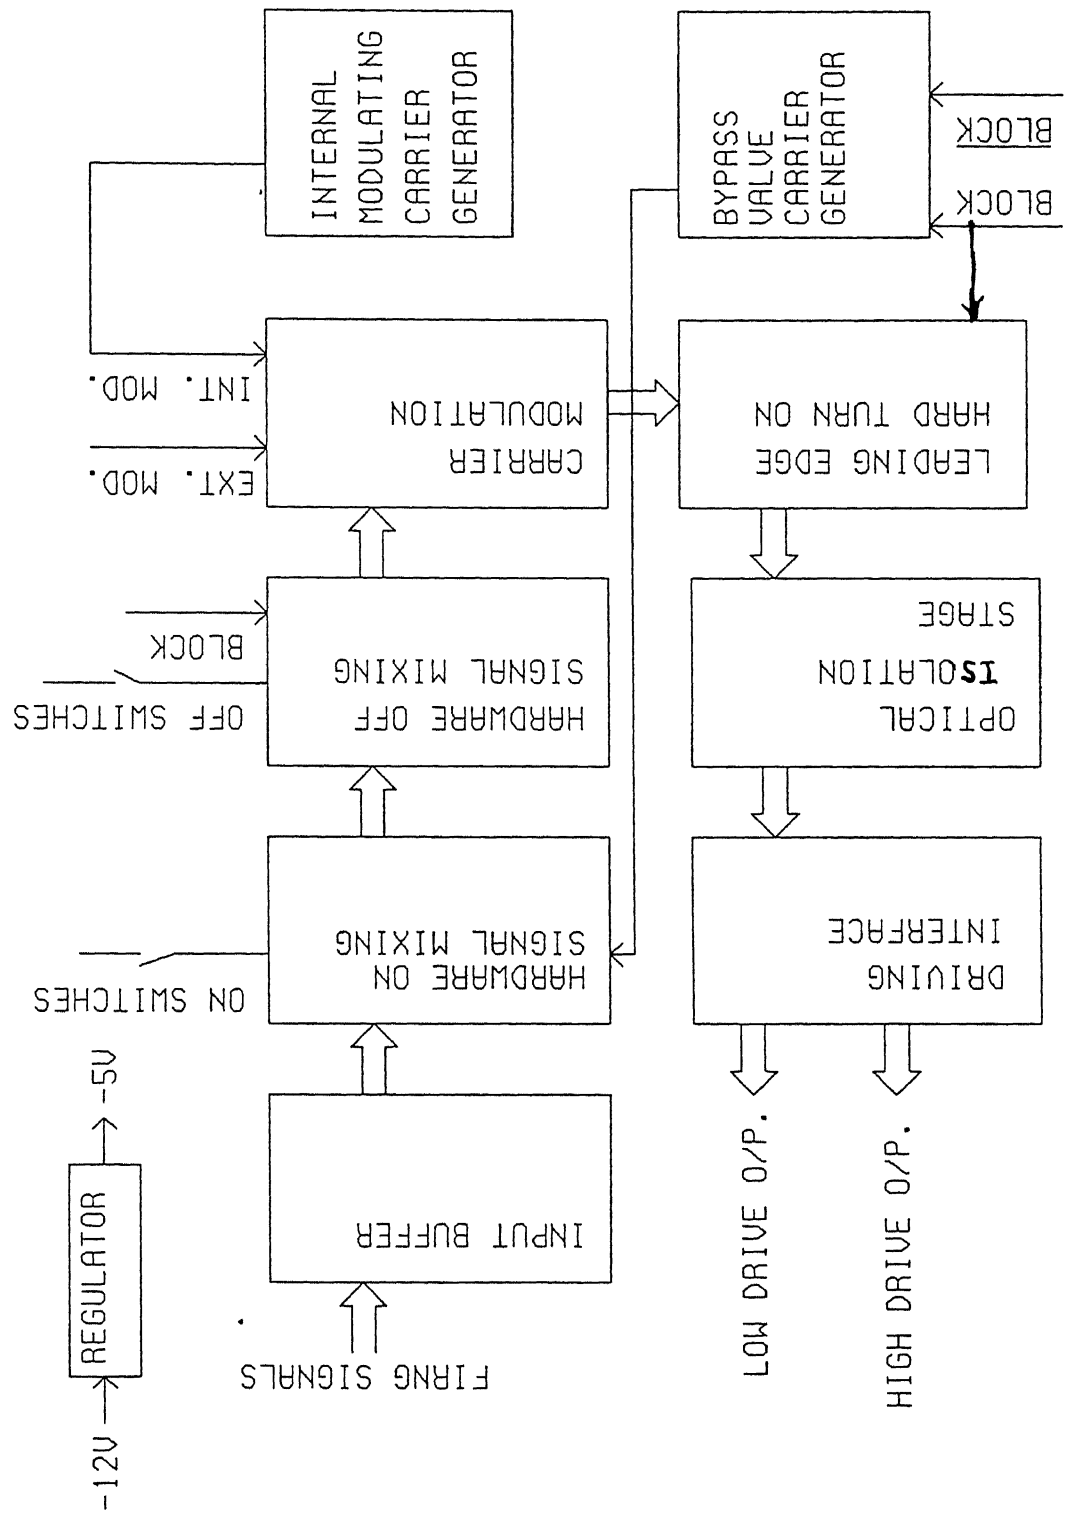 -12V
REGULATOR
-5V
FIRNG SIGNALS
INPUT BUFFER
ON SWITCHES
HARDWARE ON
SIGNAL MIXING
OFF SWITCHES
BLOCK
HARDWARE OFF
SIGNAL MIXING
EXT. MOD.
INT. MOD.
CARRIER
MODULATION
INTERNAL
MODULATING
CARRIER
GENERATOR
BYPASS
VALVE
CARRIER
GENERATOR
BLOCK
BLOCK
LEADING EDGE
HARD TURN ON
OPTICAL
ISOLATION
STAGE
DRIVING
INTERFACE
LOW DRIVE O/P.
HIGH DRIVE O/P.